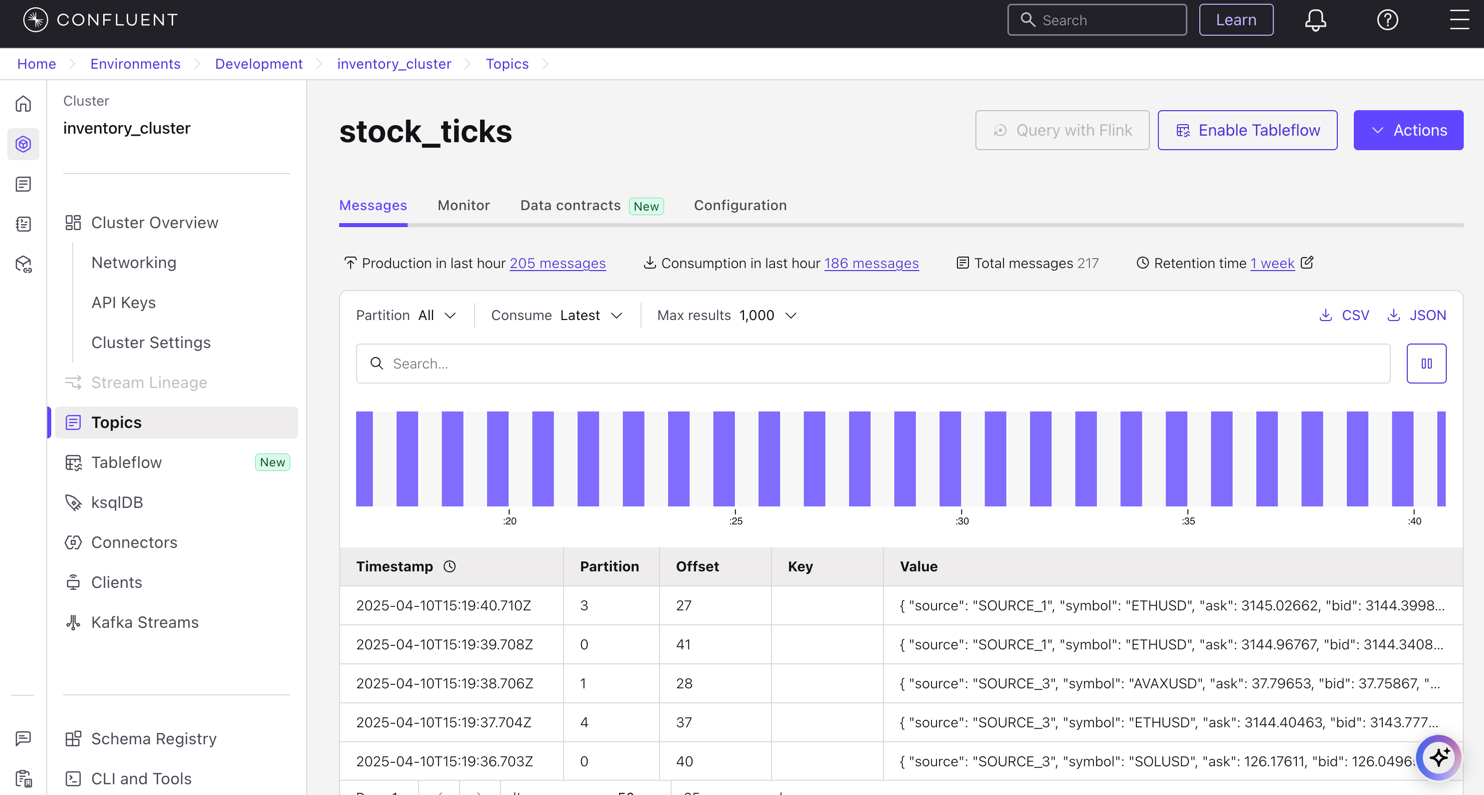 CONFLUENT
Search
Learn
Home
Environments
Development
inventory_cluster
Topics
Cluster
inventory_cluster
Cluster Overview
Networking
API Keys
Cluster Settings
Stream Lineage
Topics
Tableflow New
ksqlDB
Connectors
Clients
Kafka Streams
Schema Registry
CLI and Tools
stock_ticks
Query with Flink
Enable Tableflow
Actions
Messages Monitor Data contracts New Configuration
Production in last hour 205 messages Consumption in last hour 186 messages Total messages 217 Retention time 1 week
Partition All Consume Latest Max results 1,000 CSV JSON
Search...
:20 :25 :30 :35 :40
Timestamp Partition Offset Key Value
2025-04-10T15:19:40.710Z 3 27 { "source": "SOURCE_1", "symbol": "ETHUSD", "ask": 3145.02662, "bid": 3144.3998...
2025-04-10T15:19:39.708Z 0 41 { "source": "SOURCE_1", "symbol": "ETHUSD", "ask": 3144.96767, "bid": 3144.3408...
2025-04-10T15:19:38.706Z 1 28 { "source": "SOURCE_3", "symbol": "AVAXUSD", "ask": 37.79653, "bid": 37.75867, "...
2025-04-10T15:19:37.704Z 4 37 { "source": "SOURCE_3", "symbol": "ETHUSD", "ask": 3144.40463, "bid": 3143.777...
2025-04-10T15:19:36.703Z 0 40 { "source": "SOURCE_3", "symbol": "SOLUSD", "ask": 126.17611, "bid": 126.0496